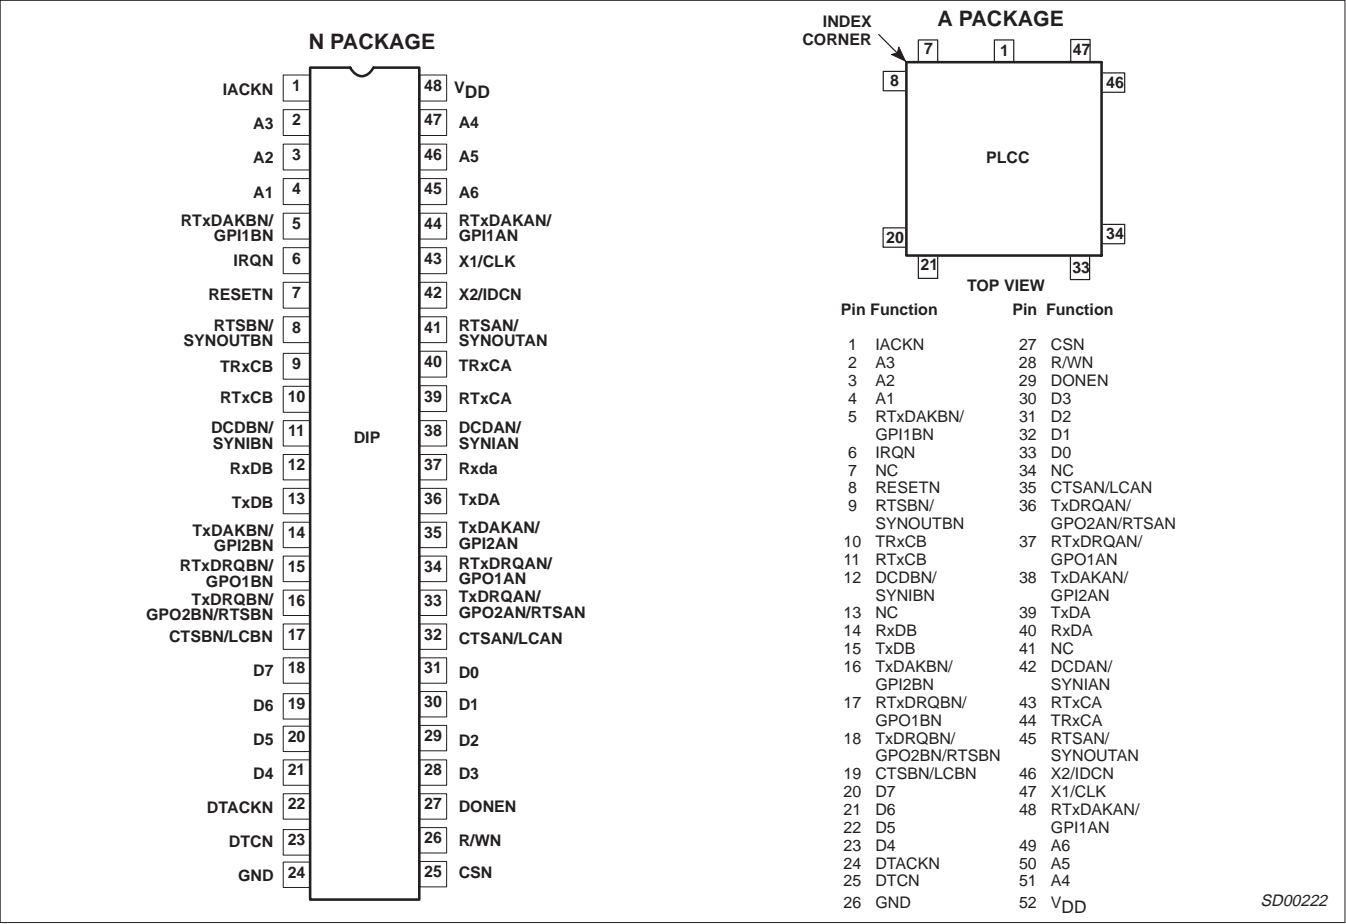 N PACKAGE
IACKN 1
A3 2
A2 3
A1 4
RTxDAKBN/
GPI1BN 5
IRQN 6
RESETN 7
RTSBN/
SYNOUTBN 8
TRxCB 9
RTxCB 10
DCDBN/
SYNIBN 11
RxDB 12
TxDB 13
TxDAKBN/
GPI2BN 14
RTxDRQBN/
GPO1BN 15
TxDRQBN/
GPO2BN/RTSBN 16
CTSBN/LCBN 17
D7 18
D6 19
D5 20
D4 21
DTACKN 22
DTCN 23
GND 24
DIP
48 VDD
47 A4
46 A5
45 A6
44 RTxDAKAN/
GPI1AN
43 X1/CLK
42 X2/IDCN
41 RTSAN/
SYNOUTAN
40 TRxCA
39 RTxCA
38 DCDAN/
SYNIAN
37 Rxda
36 TxDA
35 TxDAKAN/
GPI2AN
34 RTxDRQAN/
GPO1AN
33 TxDRQAN/
GPO2AN/RTSAN
32 CTSAN/LCAN
31 D0
30 D1
29 D2
28 D3
27 DONEN
26 R/WN
25 CSN
A PACKAGE
INDEX
CORNER
7 1 47
8 46
PLCC
20 34
21 33
TOP VIEW
Pin Function
1 IACKN
2 A3
3 A2
4 A1
5 RTxDAKBN/
GPI1BN
6 IRQN
7 NC
8 RESETN
9 RTSBN/
SYNOUTBN
10 TRxCB
11 RTxCB
12 DCDBN/
SYNIBN
13 NC
14 RxDB
15 TxDB
16 TxDAKBN/
GPI2BN
17 RTxDRQBN/
GPO1BN
18 TxDRQBN/
GPO2BN/RTSBN
19 CTSBN/LCBN
20 D7
21 D6
22 D5
23 D4
24 DTACKN
25 DTCN
26 GND
Pin Function
27 CSN
28 R/WN
29 DONEN
30 D3
31 D2
32 D1
33 D0
34 NC
35 CTSAN/LCAN
36 TxDRQAN/
GPO2AN/RTSAN
37 RTxDRQAN/
GPO1AN
38 TxDAKAN/
GPI2AN
39 TxDA
40 RxDA
41 NC
42 DCDAN/
SYNIAN
43 RTxCA
44 TRxCA
45 RTSAN/
SYNOUTAN
46 X2/IDCN
47 X1/CLK
48 RTxDAKAN/
GPI1AN
49 A6
50 A5
51 A4
52 VDD
SD00222